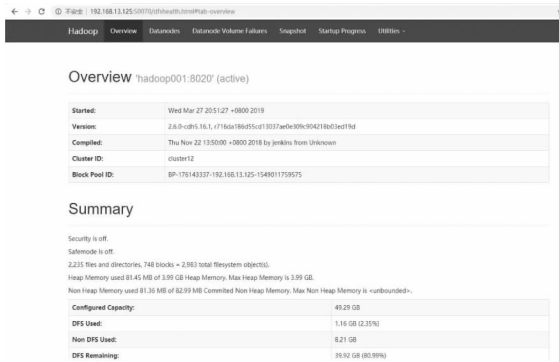 不安全 | 192.168.13.125:50070/dfshealth.html#tab-overview
Hadoop Overview Datanodes Datanode Volume Failures Snapshot Startup Progress Utilities
Overview 'hadoop001:8020' (active)
Started: Wed Mar 27 20:51:27 +0800 2019
Version: 2.6.0-cdh5.16.1, r716da186d55cd13037ae0e309c904218b03ed19d
Compiled: Thu Nov 22 13:50:00 +0800 2018 by jenkins from Unknown
Cluster ID: cluster12
Block Pool ID: BP-176143337-192.168.13.125-1549011759575
Summary
Security is off.
Safemode is off.
2,235 files and directories, 748 blocks = 2,983 total filesystem object(s).
Heap Memory used 81.45 MB of 3.99 GB Heap Memory. Max Heap Memory is 3.99 GB.
Non Heap Memory used 81.36 MB of 82.99 MB Commited Non Heap Memory. Max Non Heap Memory is <unbounded>.
Configured Capacity: 49.29 GB
DFS Used: 1.16 GB (2.35%)
Non DFS Used: 8.21 GB
DFS Remaining: 39.92 GB (80.99%)